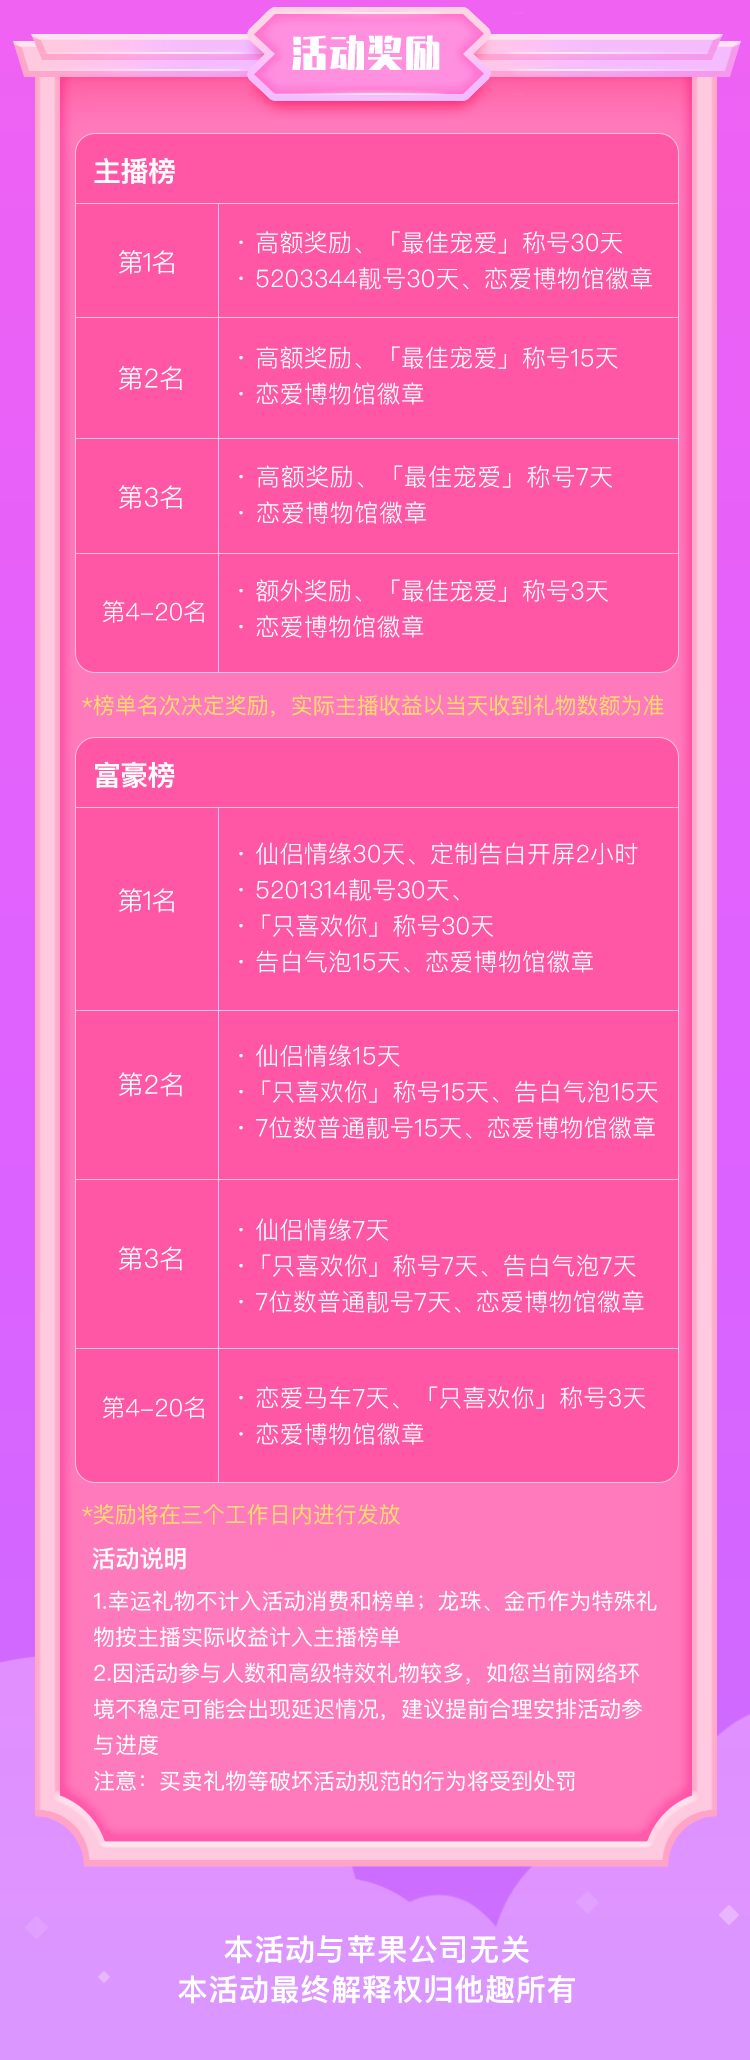 活动奖励
主播榜
第1名
· 高额奖励、「最佳宠爱」称号30天
· 5203344靓号30天、恋爱博物馆徽章
第2名
· 高额奖励、「最佳宠爱」称号15天
· 恋爱博物馆徽章
第3名
· 高额奖励、「最佳宠爱」称号7天
· 恋爱博物馆徽章
第4-20名
· 额外奖励、「最佳宠爱」称号3天
· 恋爱博物馆徽章
*榜单名次决定奖励，实际主播收益以当天收到礼物数额为准
富豪榜
第1名
· 仙侣情缘30天、定制告白开屏2小时
· 5201314靓号30天、
·「只喜欢你」称号30天
· 告白气泡15天、恋爱博物馆徽章
第2名
· 仙侣情缘15天
·「只喜欢你」称号15天、告白气泡15天
· 7位数普通靓号15天、恋爱博物馆徽章
第3名
· 仙侣情缘7天
·「只喜欢你」称号7天、告白气泡7天
· 7位数普通靓号7天、恋爱博物馆徽章
第4-20名
· 恋爱马车7天、「只喜欢你」称号3天
· 恋爱博物馆徽章
*奖励将在三个工作日内进行发放
活动说明
1.幸运礼物不计入活动消费和榜单；龙珠、金币作为特殊礼
物按主播实际收益计入主播榜单
2.因活动参与人数和高级特效礼物较多，如您当前网络环
境不稳定可能会出现延迟情况，建议提前合理安排活动参
与进度
注意：买卖礼物等破坏活动规范的行为将受到处罚
本活动与苹果公司无关
本活动最终解释权归他趣所有